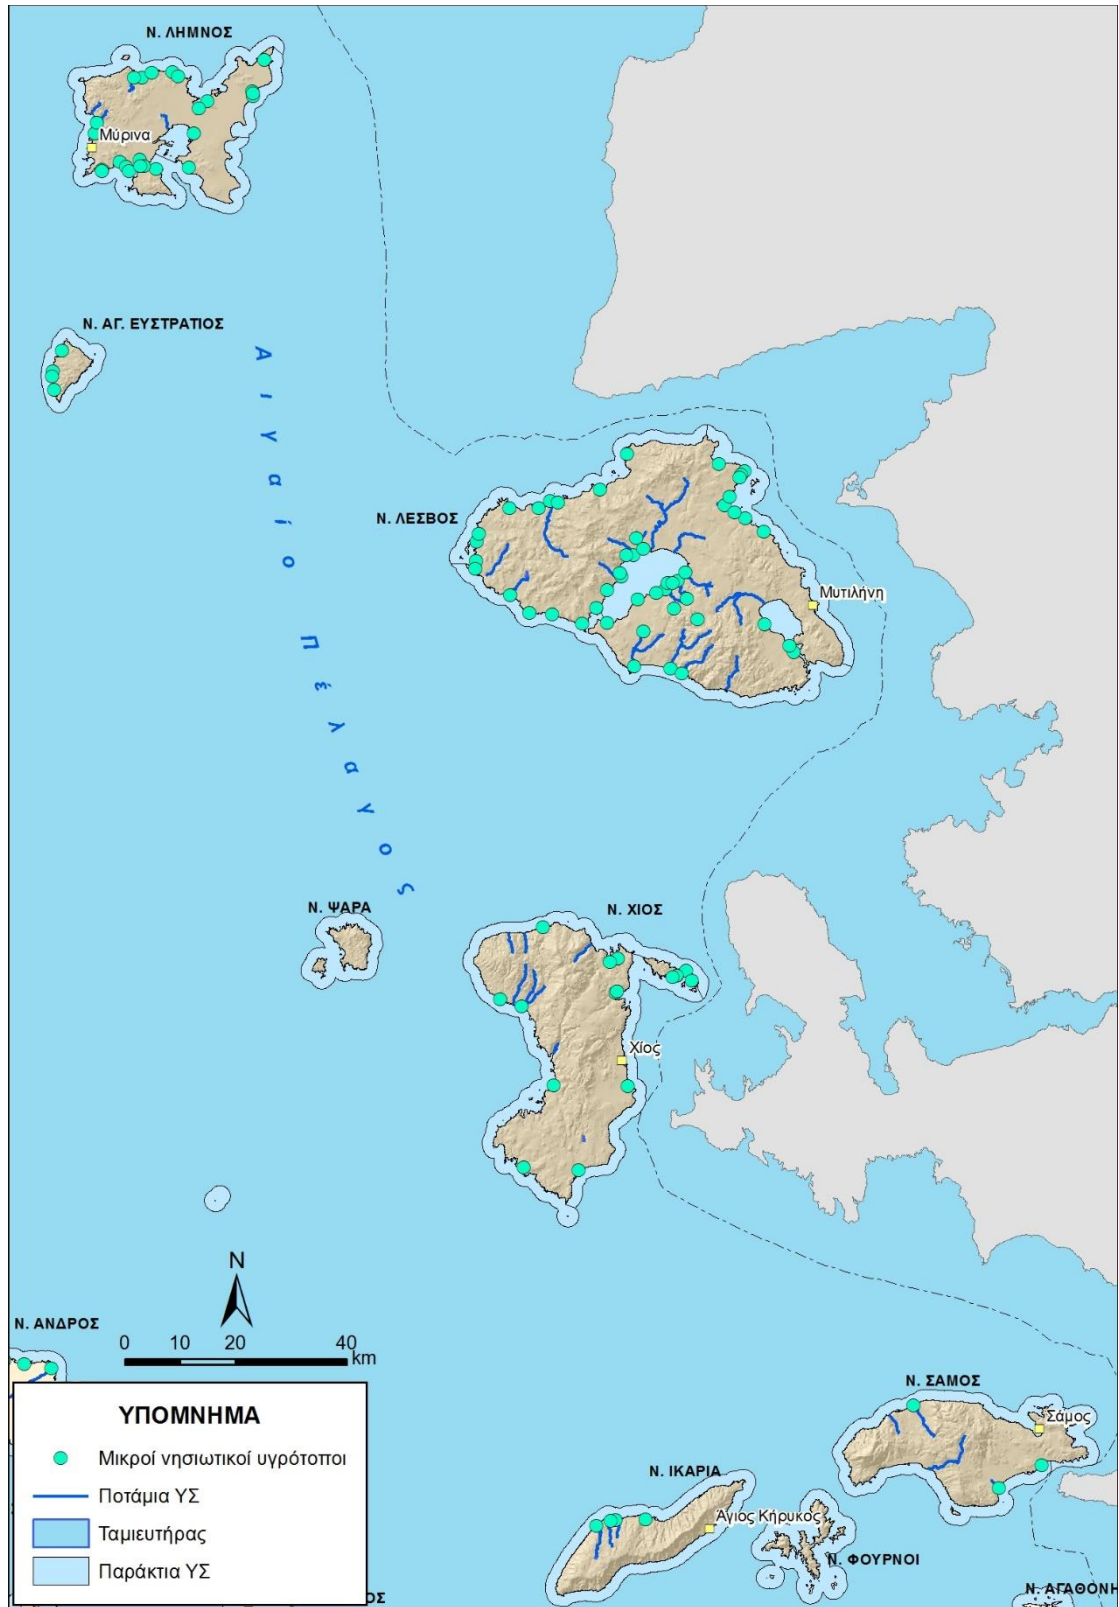 Ν. ΛΗΜΝΟΣ
Μύρινα
Ν. ΑΓ. ΕΥΣΤΡΑΤΙΟΣ
Αιγαίο Πέλαγος
Ν. ΛΕΣΒΟΣ
Μυτιλήνη
Ν. ΨΑΡΑ
Ν. ΧΙΟΣ
Χίος
N
Ν. ΑΝΔΡΟΣ
0 10 20 40
km
Ν. ΣΑΜΟΣ
Σάμος
Ν. ΙΚΑΡΙΑ
Άγιος Κήρυκος
Ν. ΦΟΥΡΝΟΙ
Ν. ΑΓΑΘΟΝΗ
ΥΠΟΜΝΗΜΑ
Μικροί νησιωτικοί υγρότοποι
Ποτάμια ΥΣ
Ταμιευτήρας
Παράκτια ΥΣ
ΟΣ